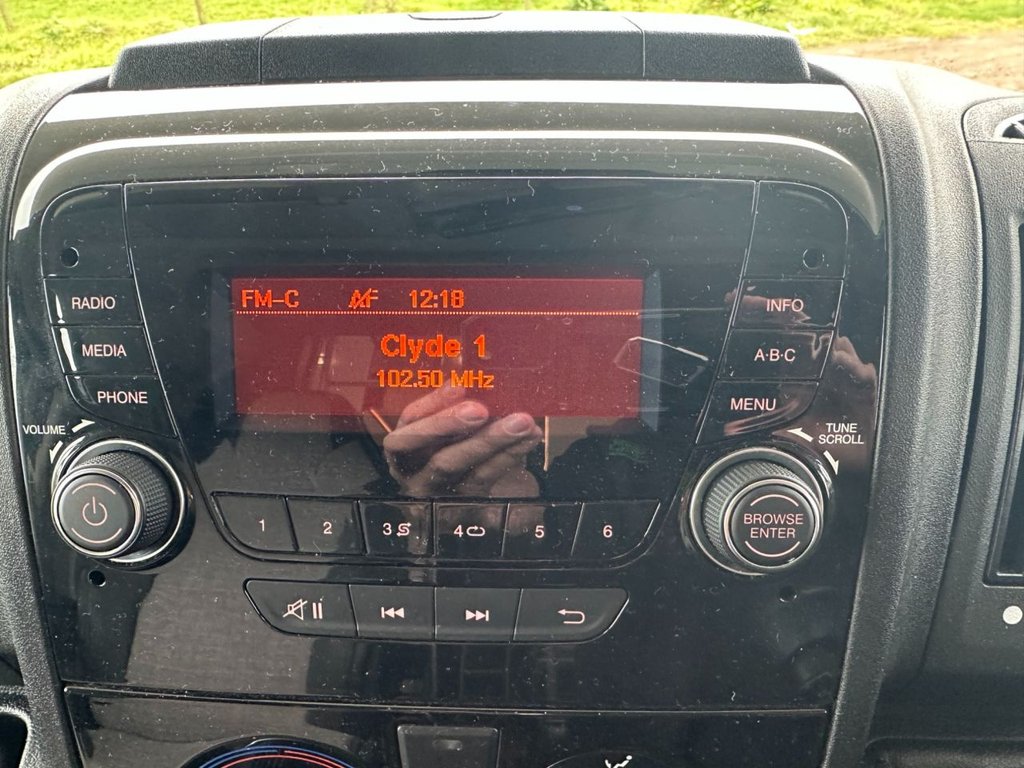 FM-C AF 12:18
Clyde 1
102.50 MHz
RADIO
MEDIA
PHONE
VOLUME
INFO
A·B·C
MENU
TUNE
SCROLL
BROWSE
ENTER
1 2 3 4 5 6